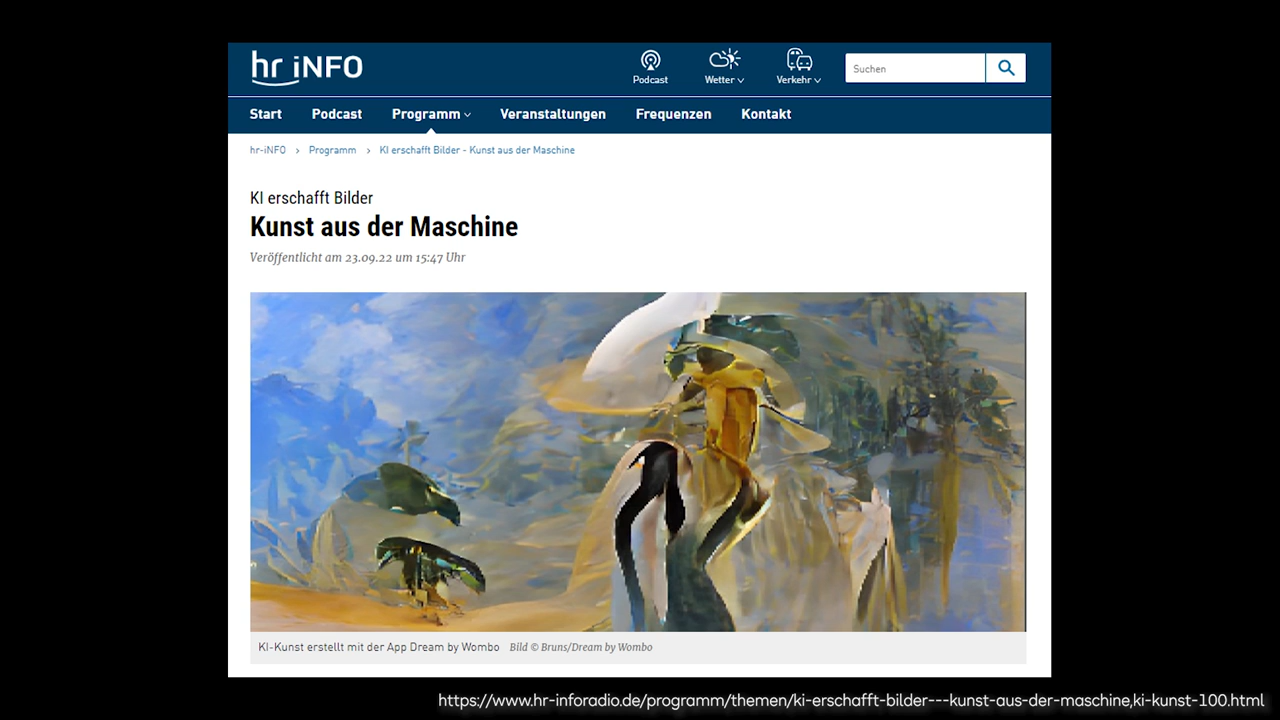 hr iNFO
Podcast
Wetter
Verkehr
Suchen
Start
Podcast
Programm
Veranstaltungen
Frequenzen
Kontakt
hr-iNFO › Programm › KI erschafft Bilder - Kunst aus der Maschine
KI erschafft Bilder
Kunst aus der Maschine
Veröffentlicht am 23.09.22 um 15:47 Uhr
KI-Kunst erstellt mit der App Dream by Wombo Bild © Bruns/Dream by Wombo
https://www.hr-inforadio.de/programm/themen/ki-erschafft-bilder---kunst-aus-der-maschine,ki-kunst-100.html